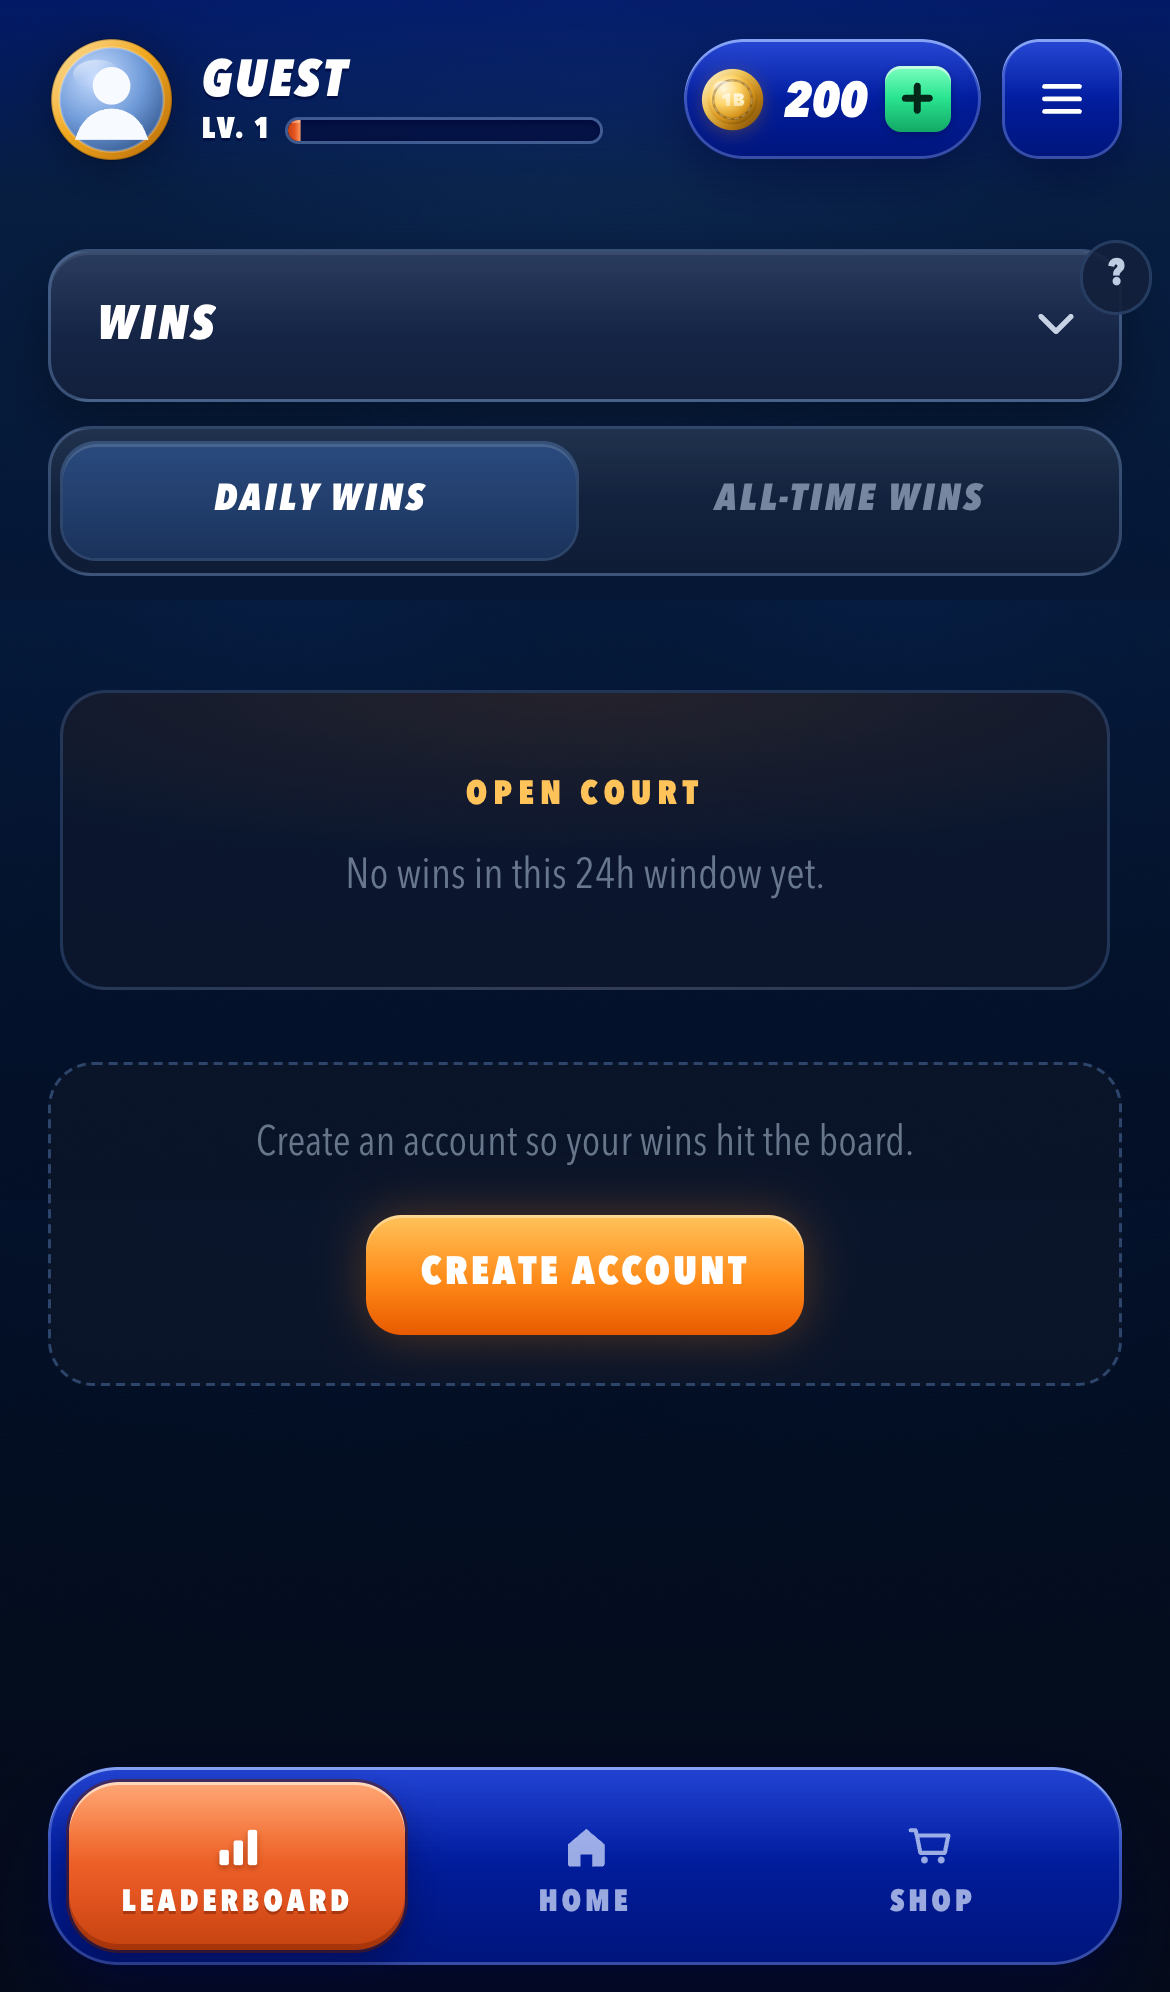 GUEST
LV. 1
1B
200
?
WINS
DAILY WINS
ALL-TIME WINS
OPEN COURT
No wins in this 24h window yet.
Create an account so your wins hit the board.
CREATE ACCOUNT
LEADERBOARD
HOME
SHOP